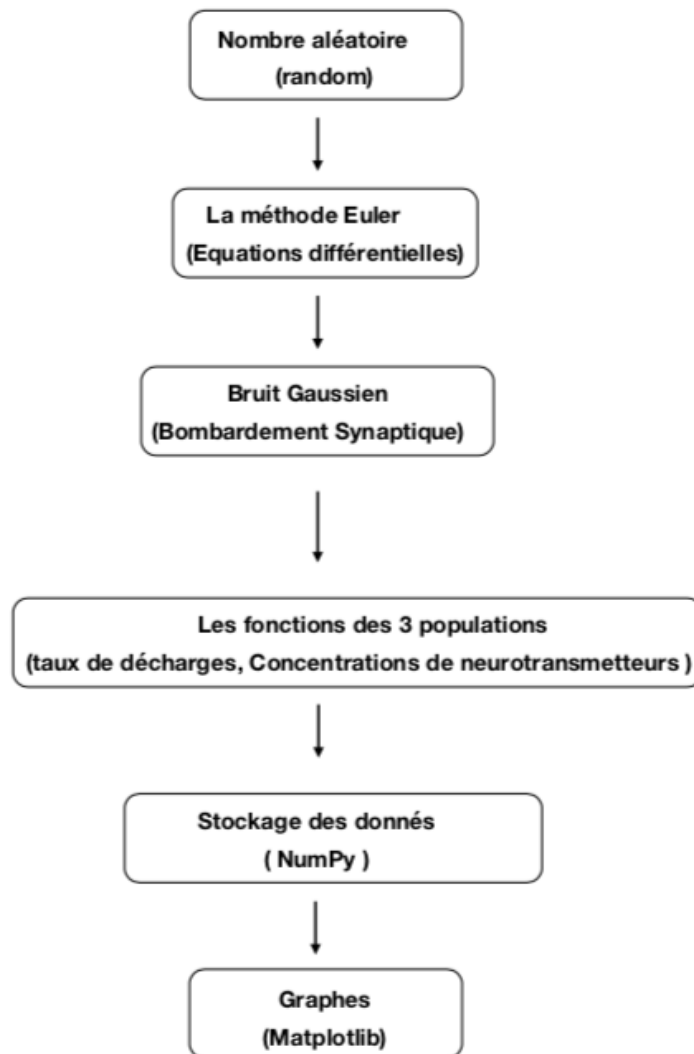 Nombre aléatoire
(random)
La méthode Euler
(Equations différentielles)
Bruit Gaussien
(Bombardement Synaptique)
Les fonctions des 3 populations
(taux de décharges, Concentrations de neurotransmetteurs )
Stockage des donnés
( NumPy )
Graphes
(Matplotlib)